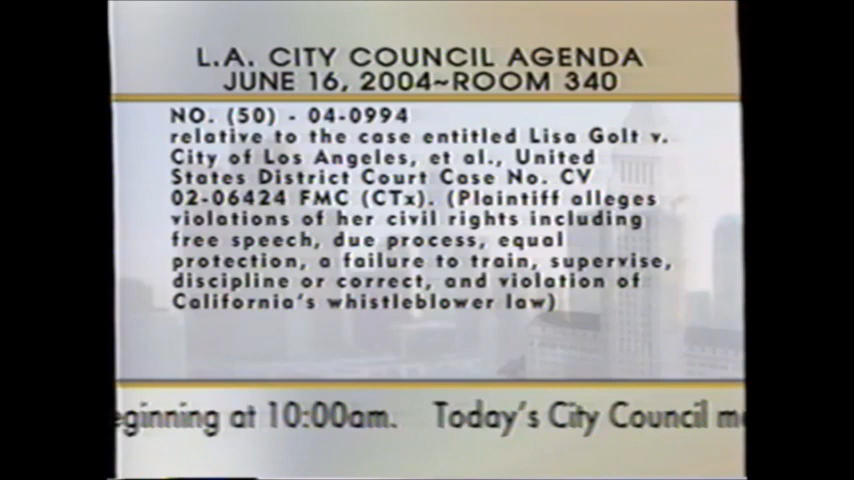 L.A. CITY COUNCIL AGENDA
JUNE 16, 2004~ROOM 340
NO. (50) - 04-0994
relative to the case entitled Lisa Golt v.
City of Los Angeles, et al., United
States District Court Case No. CV
02-06424 FMC (CTx). (Plaintiff alleges
violations of her civil rights including
free speech, due process, equal
protection, a failure to train, supervise,
discipline or correct, and violation of
California's whistleblower law)
eginning at 10:00am. Today's City Council m